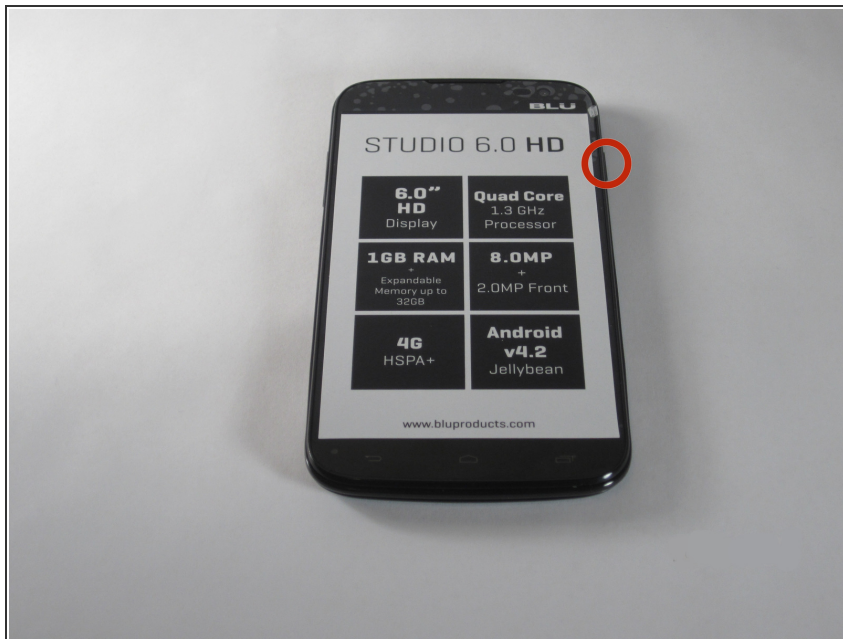 BLU
STUDIO 6.0 HD
6.0"
HD
Display
Quad Core
1.3 GHz
Processor
1GB RAM
+
Expandable
Memory up to
32GB
8.0MP
+
2.0MP Front
4G
HSPA+
Android
v4.2
Jellybean
www.bluproducts.com